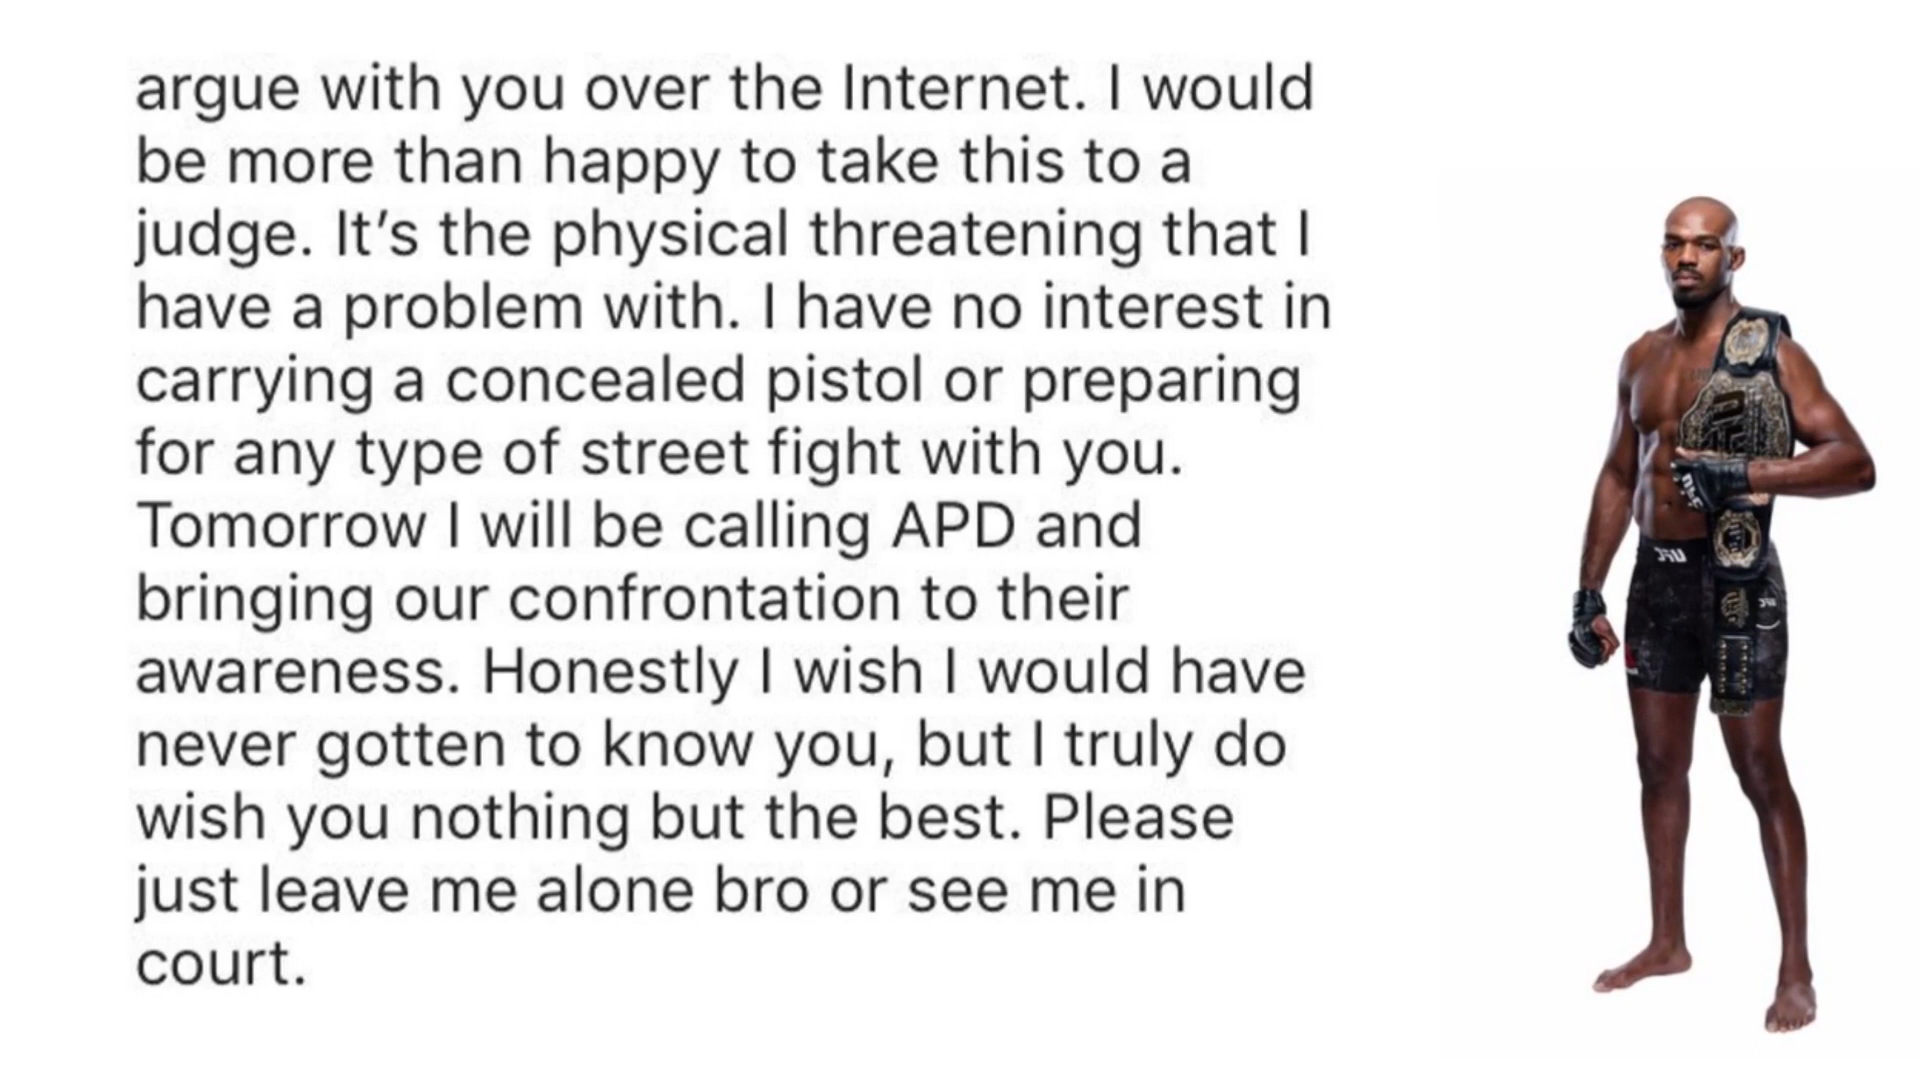 argue with you over the Internet. I would
be more than happy to take this to a
judge. It’s the physical threatening that I
have a problem with. I have no interest in
carrying a concealed pistol or preparing
for any type of street fight with you.
Tomorrow I will be calling APD and
bringing our confrontation to their
awareness. Honestly I wish I would have
never gotten to know you, but I truly do
wish you nothing but the best. Please
just leave me alone bro or see me in
court.